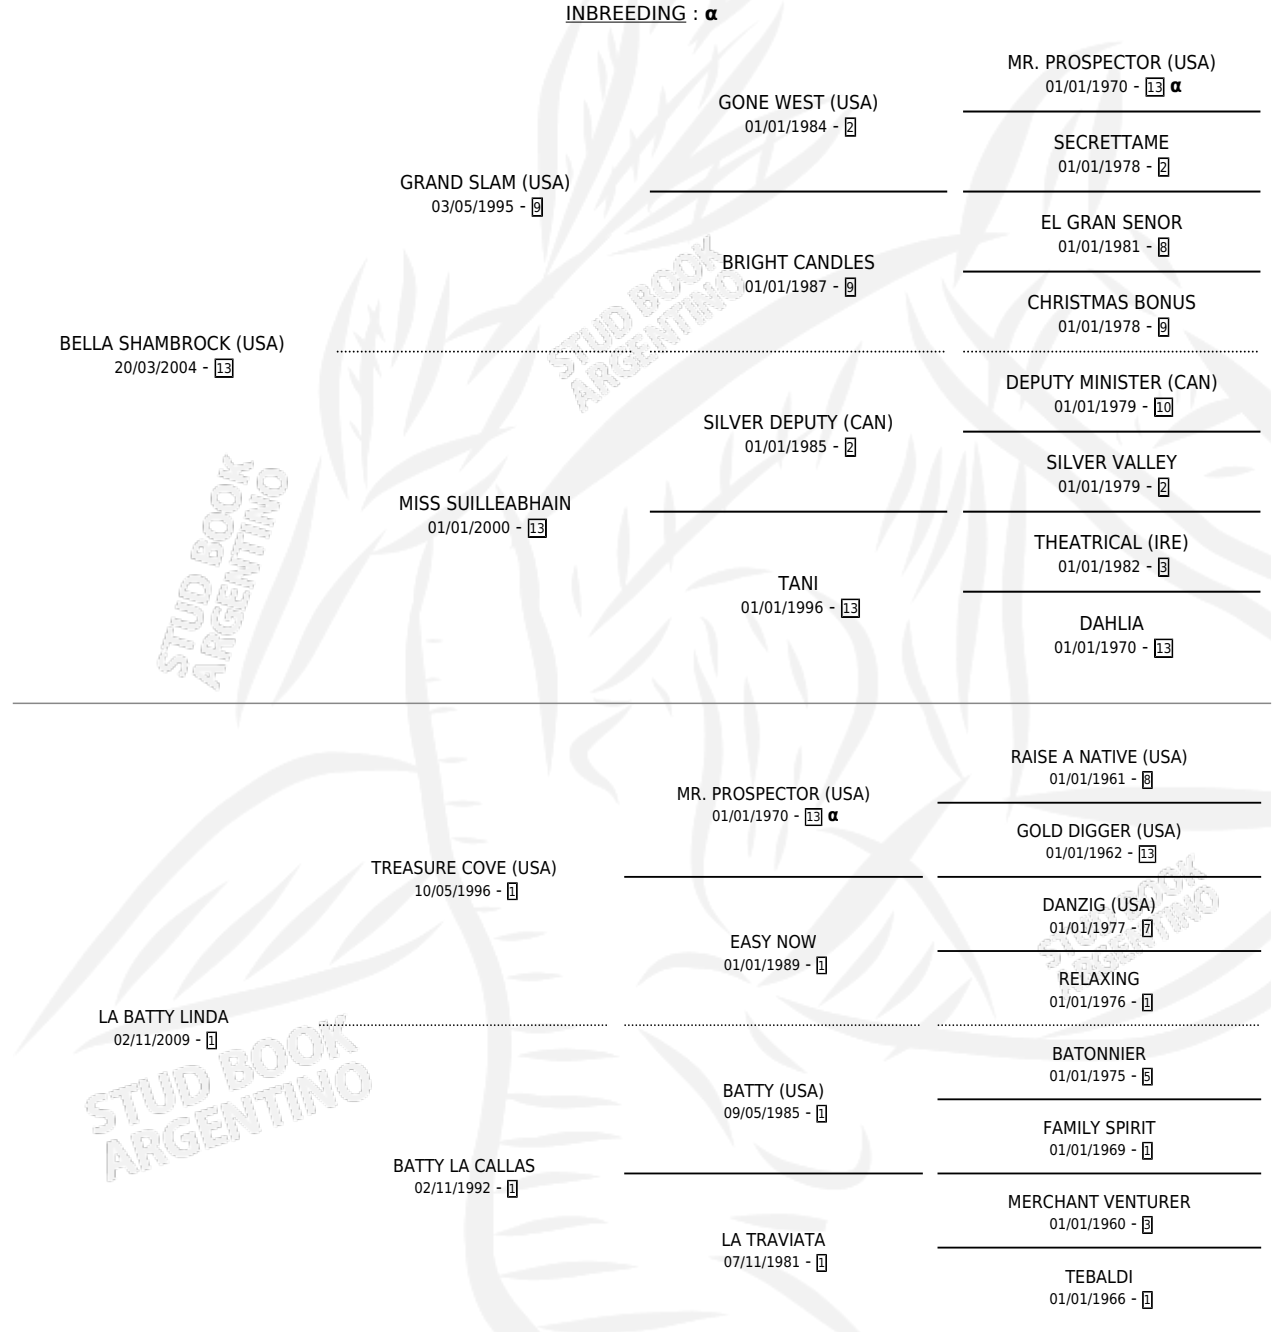 INBREEDING : α
MR. PROSPECTOR (USA)
01/01/1970 - 13 α
GONE WEST (USA)
01/01/1984 - 2
SECRETTAME
01/01/1978 - 2
GRAND SLAM (USA)
03/05/1995 - 9
EL GRAN SENOR
01/01/1981 - 8
BRIGHT CANDLES
01/01/1987 - 9
CHRISTMAS BONUS
01/01/1978 - 9
BELLA SHAMBROCK (USA)
20/03/2004 - 13
DEPUTY MINISTER (CAN)
01/01/1979 - 10
SILVER DEPUTY (CAN)
01/01/1985 - 2
SILVER VALLEY
01/01/1979 - 2
MISS SUILLEABHAIN
01/01/2000 - 13
THEATRICAL (IRE)
01/01/1982 - 3
TANI
01/01/1996 - 13
DAHLIA
01/01/1970 - 13
STUD BOOK
ARGENTINO
STUD BOOK
ARGENTINO
RAISE A NATIVE (USA)
01/01/1961 - 8
MR. PROSPECTOR (USA)
01/01/1970 - 13 α
GOLD DIGGER (USA)
01/01/1962 - 13
TREASURE COVE (USA)
10/05/1996 - 1
DANZIG (USA)
01/01/1977 - 7
EASY NOW
01/01/1989 - 1
RELAXING
01/01/1976 - 1
LA BATTY LINDA
02/11/2009 - 1
BATONNIER
01/01/1975 - 5
BATTY (USA)
09/05/1985 - 1
FAMILY SPIRIT
01/01/1969 - 1
BATTY LA CALLAS
02/11/1992 - 1
MERCHANT VENTURER
01/01/1960 - 3
LA TRAVIATA
07/11/1981 - 1
TEBALDI
01/01/1966 - 1
STUD BOOK
ARGENTINO
STUD BOOK
ARGENTINO